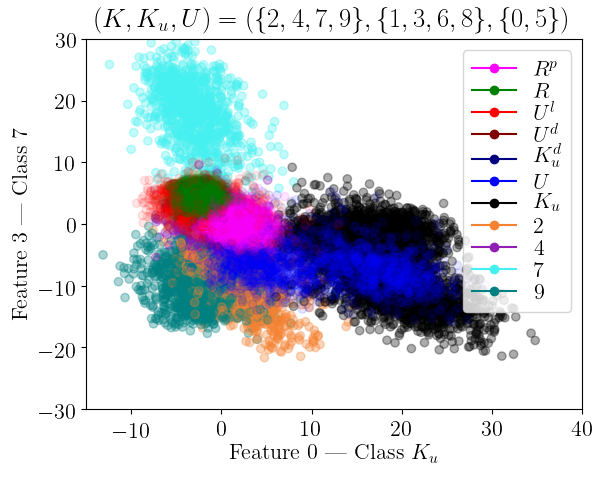 (K, K_u, U) = ({2, 4, 7, 9}, {1, 3, 6, 8}, {0, 5})
30
20
10
0
−10
−20
−30
Feature 3 — Class 7
R^p
R
U^l
U^d
K_u^d
U
K_u
2
4
7
9
−10
0
10
20
30
40
Feature 0 — Class K_u